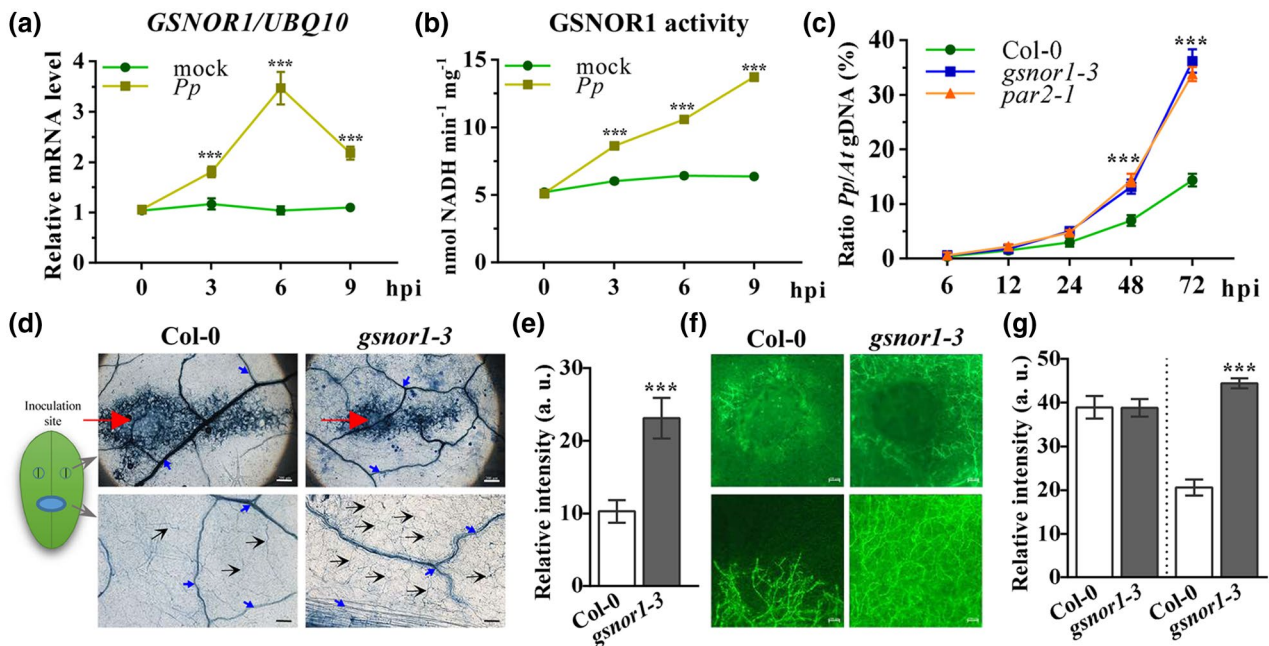 (a)
GSNOR1/UBQ10
Relative mRNA level
5
4
3
2
1
0
mock
Pp
***
***
***
0 3 6 9 hpi
(b)
GSNOR1 activity
nmol NADH min⁻¹ mg⁻¹
15
10
5
0
mock
Pp
***
***
***
0 3 6 9 hpi
(c)
Ratio Pp/At gDNA (%)
40
30
20
10
0
Col-0
gsnor1-3
par2-1
***
***
6 12 24 48 72 hpi
(d)
Col-0 gsnor1-3
Inoculation
site
(e)
Relative intensity (a. u.)
30
20
10
0
***
Col-0
gsnor1-3
(f)
Col-0 gsnor1-3
(g)
Relative intensity (a. u.)
50
40
30
20
10
0
***
Col-0
gsnor1-3
Col-0
gsnor1-3